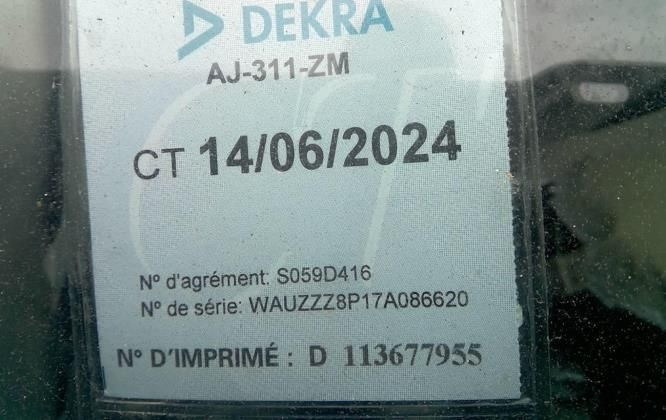 DEKRA
AJ-311-ZM
CT 14/06/2024
N° d'agrément: S059D416
N° de série: WAUZZZ8P17A086620
N° D'IMPRIMÉ : D 113677955